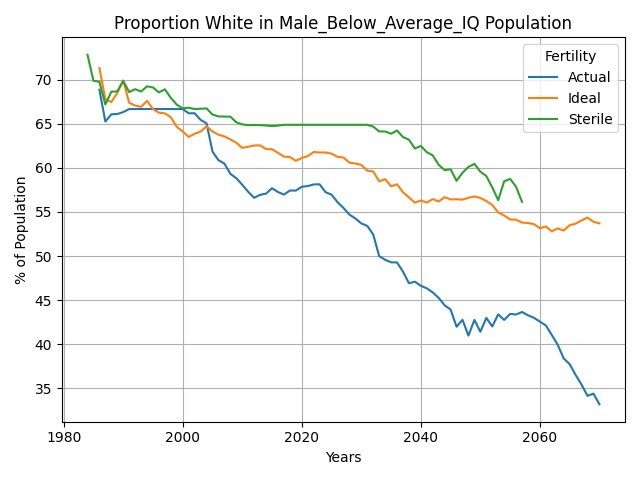 Proportion White in Male_Below_Average_IQ Population
Fertility
Actual
Ideal
Sterile
% of Population
70
65
60
55
50
45
40
35
1980
2000
2020
2040
2060
Years